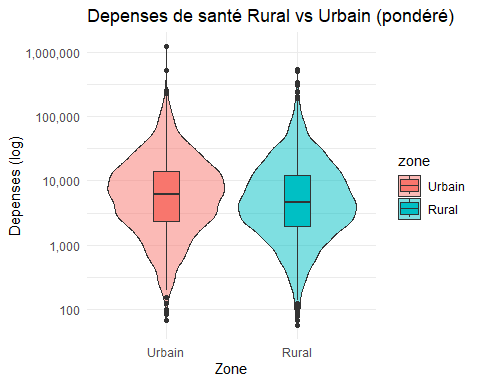 Depenses de santé Rural vs Urbain (pondéré)
1,000,000
100,000
10,000
1,000
100
Depenses (log)
Urbain
Rural
Zone
zone
Urbain
Rural